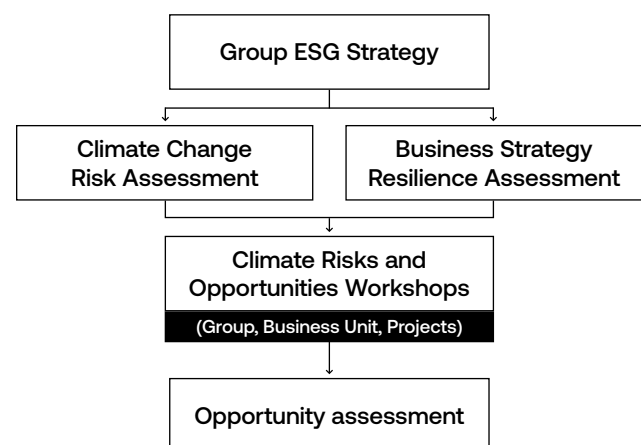 Group ESG Strategy
Climate Change
Risk Assessment
Business Strategy
Resilience Assessment
Climate Risks and
Opportunities Workshops
(Group, Business Unit, Projects)
Opportunity assessment